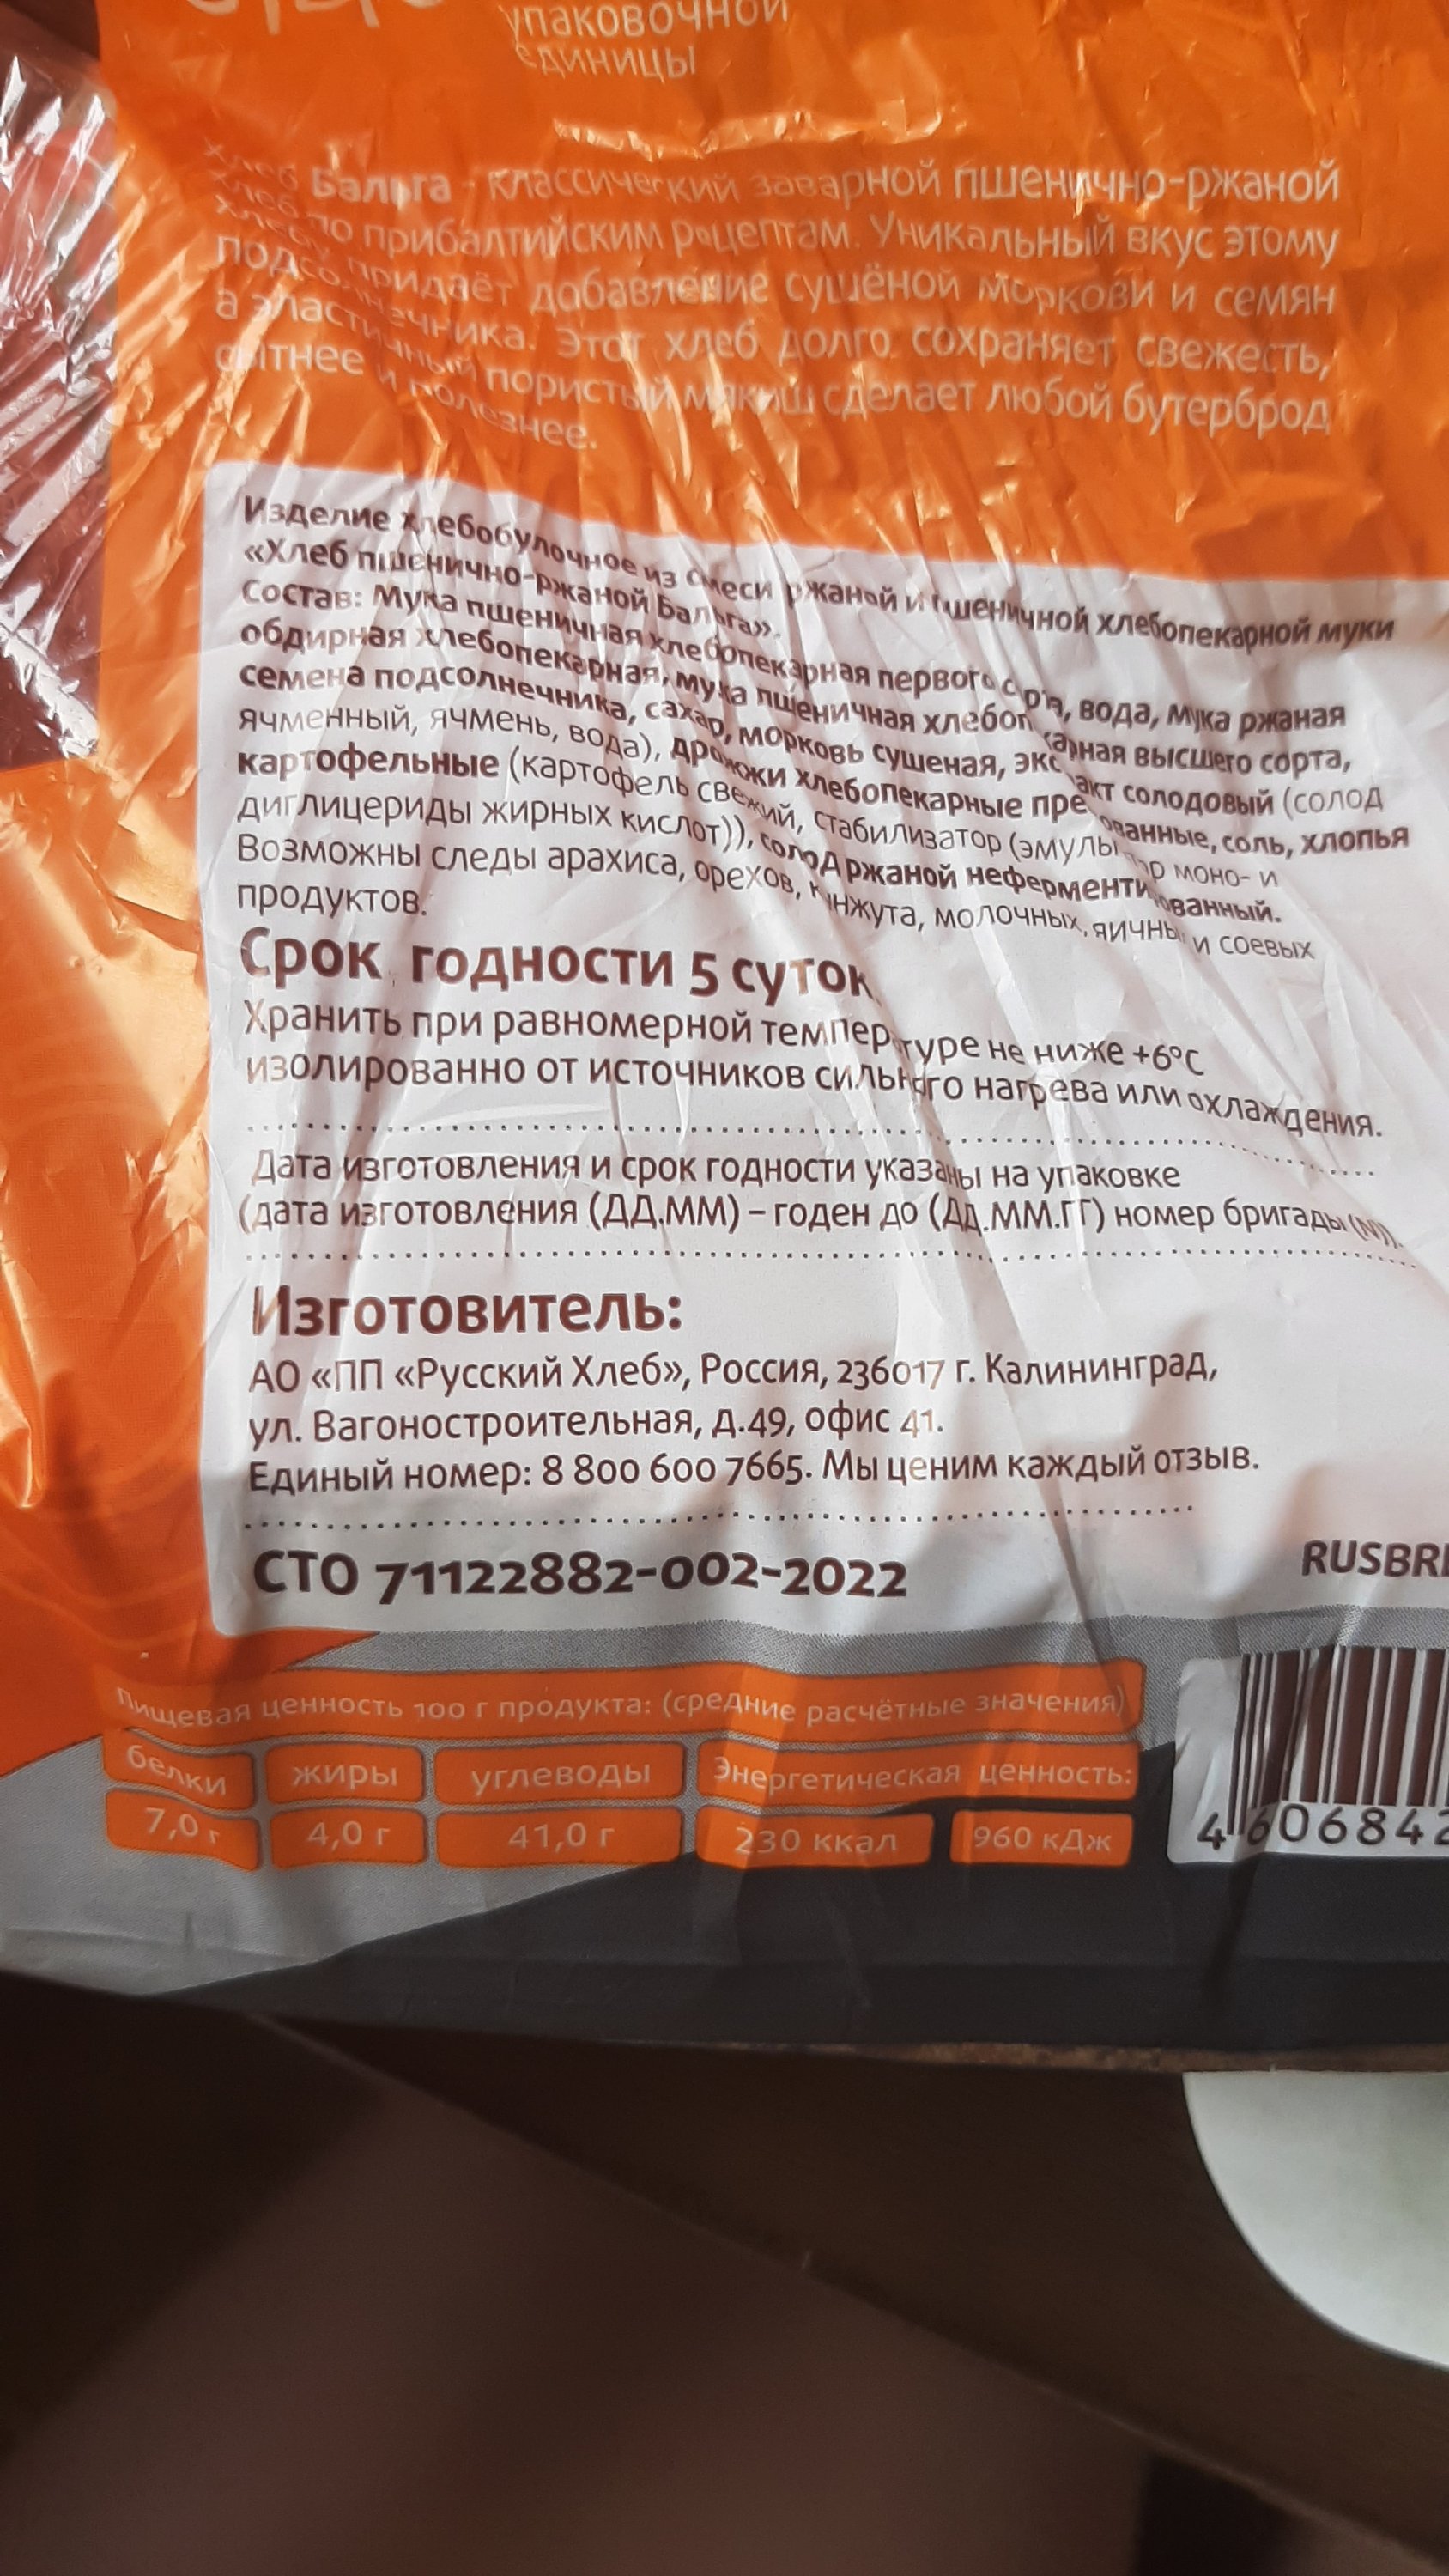 упаковочной
единицы
Хлеб Бальга - классический заварной пшенично-ржаной
хлеб по прибалтийским рецептам. Уникальный вкус этому
хлебу придаёт добавление сушёной моркови и семян
подсолнечника. Этот хлеб долго сохраняет свежесть,
а эластичный пористый мякиш сделает любой бутерброд
сытнее и полезнее.
Изделие хлебобулочное из смеси ржаной и пшеничной хлебопекарной муки
«Хлеб пшенично-ржаной Бальга».
Состав: Мука пшеничная хлебопекарная первого сорта, вода, мука ржаная
обдирная хлебопекарная, мука пшеничная хлебопекарная высшего сорта,
семена подсолнечника, сахар, морковь сушеная, экстракт солодовый (солод
ячменный, ячмень, вода), дрожжи хлебопекарные прессованные, соль, хлопья
картофельные (картофель свежий, стабилизатор (эмульгатор моно- и
диглицериды жирных кислот)), солод ржаной неферментированный.
Возможны следы арахиса, орехов, кунжута, молочных, яичных и соевых
продуктов.
Срок годности 5 суток
Хранить при равномерной температуре не ниже +6°С
изолированно от источников сильного нагрева или охлаждения.
Дата изготовления и срок годности указаны на упаковке
(дата изготовления (ДД.ММ) – годен до (ДД.ММ.ГГ) номер бригады (N)).
Изготовитель:
АО «ПП «Русский Хлеб», Россия, 236017 г. Калининград,
ул. Вагоностроительная, д.49, офис 41.
Единый номер: 8 800 600 7665. Мы ценим каждый отзыв.
СТО 71122882-002-2022
RUSBRE
Пищевая ценность 100 г продукта: (средние расчётные значения)
белки жиры углеводы Энергетическая ценность:
7,0 г 4,0 г 41,0 г 230 ккал 960 кДж
4 606842